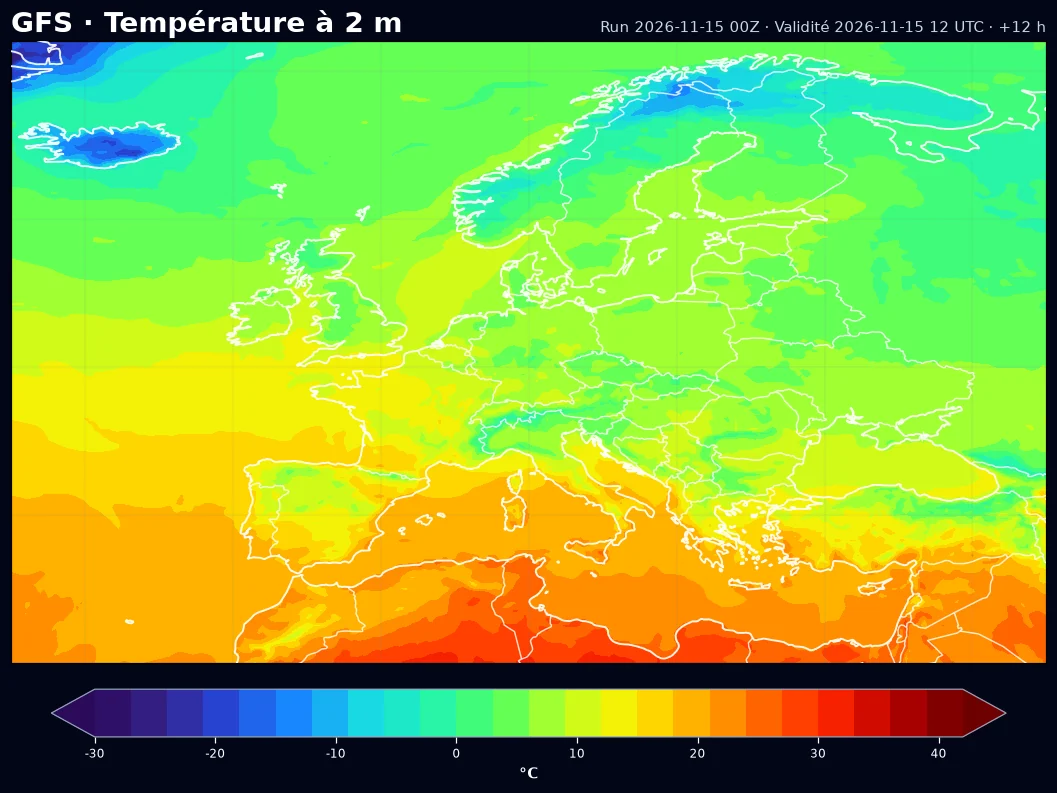 GFS · Température à 2 m
Run 2026-11-15 00Z · Validité 2026-11-15 12 UTC · +12 h
-30 -20 -10 0 10 20 30 40
°C